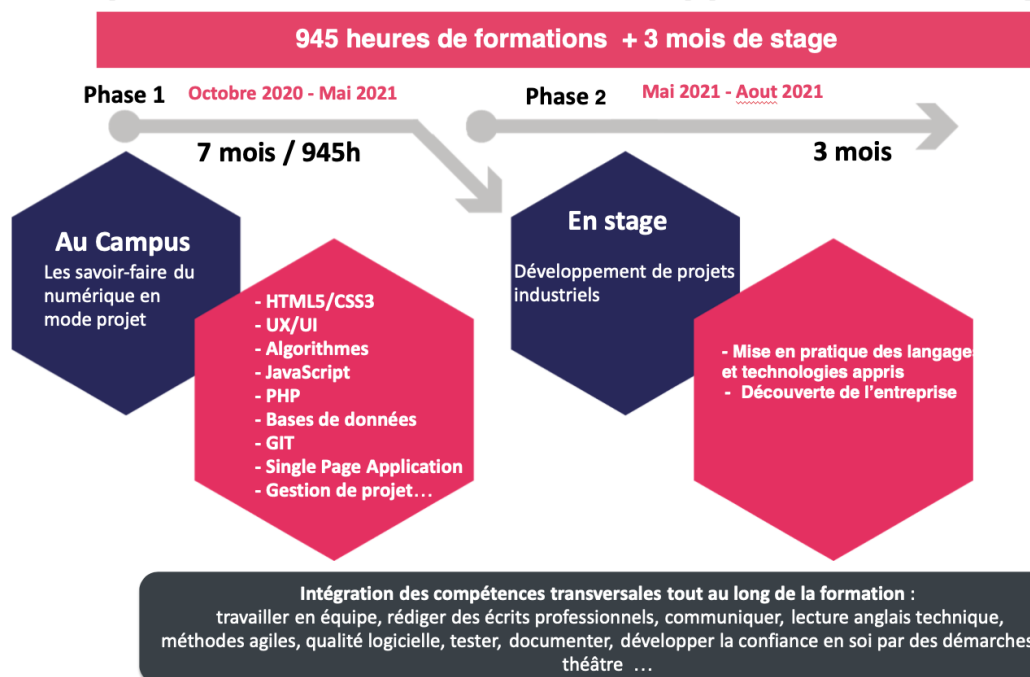 945 heures de formations + 3 mois de stage
Phase 1
Octobre 2020 - Mai 2021
7 mois / 945h
Phase 2
Mai 2021 - Aout 2021
3 mois
Au Campus
Les savoir-faire du
numérique en
mode projet
- HTML5/CSS3
- UX/UI
- Algorithmes
- JavaScript
- PHP
- Bases de données
- GIT
- Single Page Application
- Gestion de projet...
En stage
Développement de projets
industriels
- Mise en pratique des langages
et technologies appris
- Découverte de l'entreprise
Intégration des compétences transversales tout au long de la formation :
travailler en équipe, rédiger des écrits professionnels, communiquer, lecture anglais technique,
méthodes agiles, qualité logicielle, tester, documenter, développer la confiance en soi par des démarches
théâtre ...